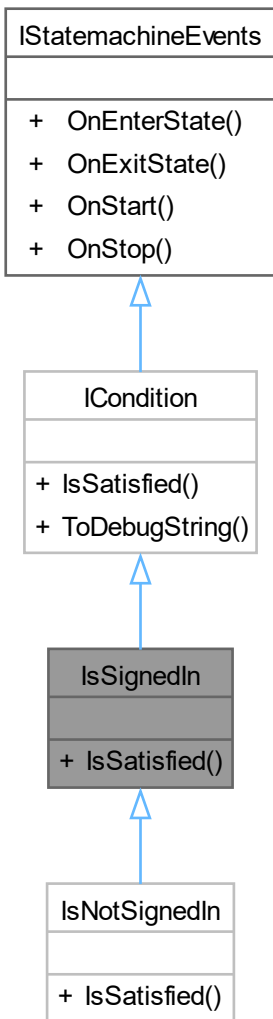 IStatemachineEvents
+ OnEnterState()
+ OnExitState()
+ OnStart()
+ OnStop()
ICondition
+ IsSatisfied()
+ ToDebugString()
IsSignedIn
+ IsSatisfied()
IsNotSignedIn
+ IsSatisfied()